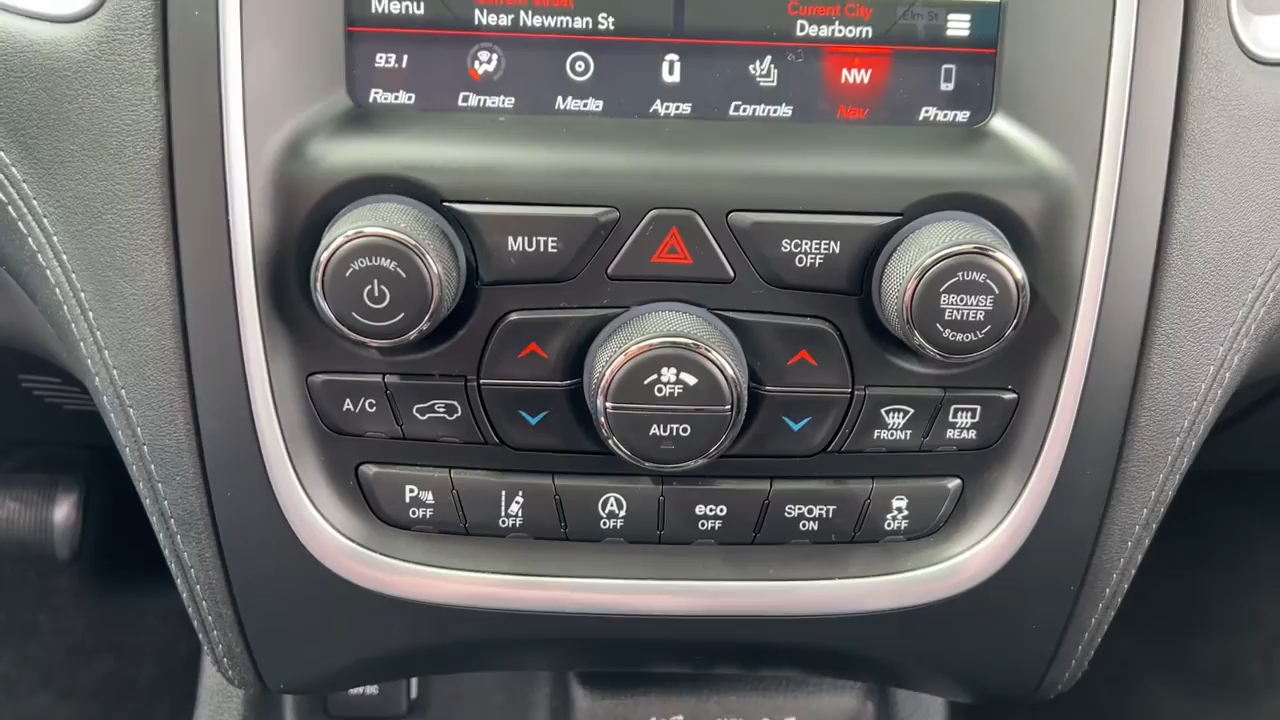 Menu
Near Newman St
Current City
Dearborn
Elm St
93.1
Radio
Climate
Media
Apps
Controls
NW
Nav
Phone
MUTE
SCREEN
OFF
VOLUME
TUNE
BROWSE
ENTER
SCROLL
OFF
AUTO
A/C
FRONT
REAR
P
OFF
OFF
A
OFF
eco
OFF
SPORT
ON
OFF